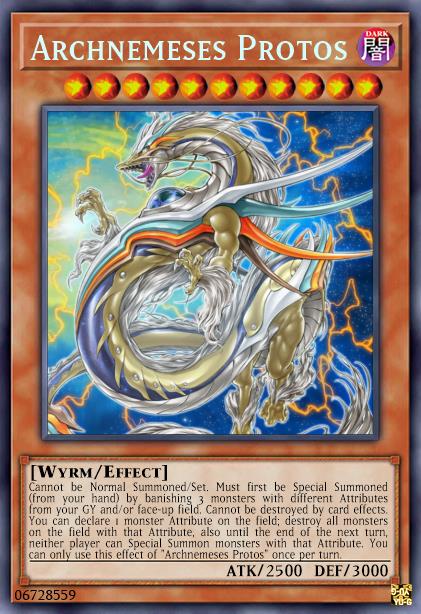 ARCHNEMESES PROTOS
DARK
闇
[WYRM/EFFECT]
Cannot be Normal Summoned/Set. Must first be Special Summoned
(from your hand) by banishing 3 monsters with different Attributes
from your GY and/or face-up field. Cannot be destroyed by card effects.
You can declare 1 monster Attribute on the field; destroy all monsters
on the field with that Attribute, also until the end of the next turn,
neither player can Special Summon monsters with that Attribute. You
can only use this effect of "Archnemeses Protos" once per turn.
ATK/2500 DEF/3000
06728559